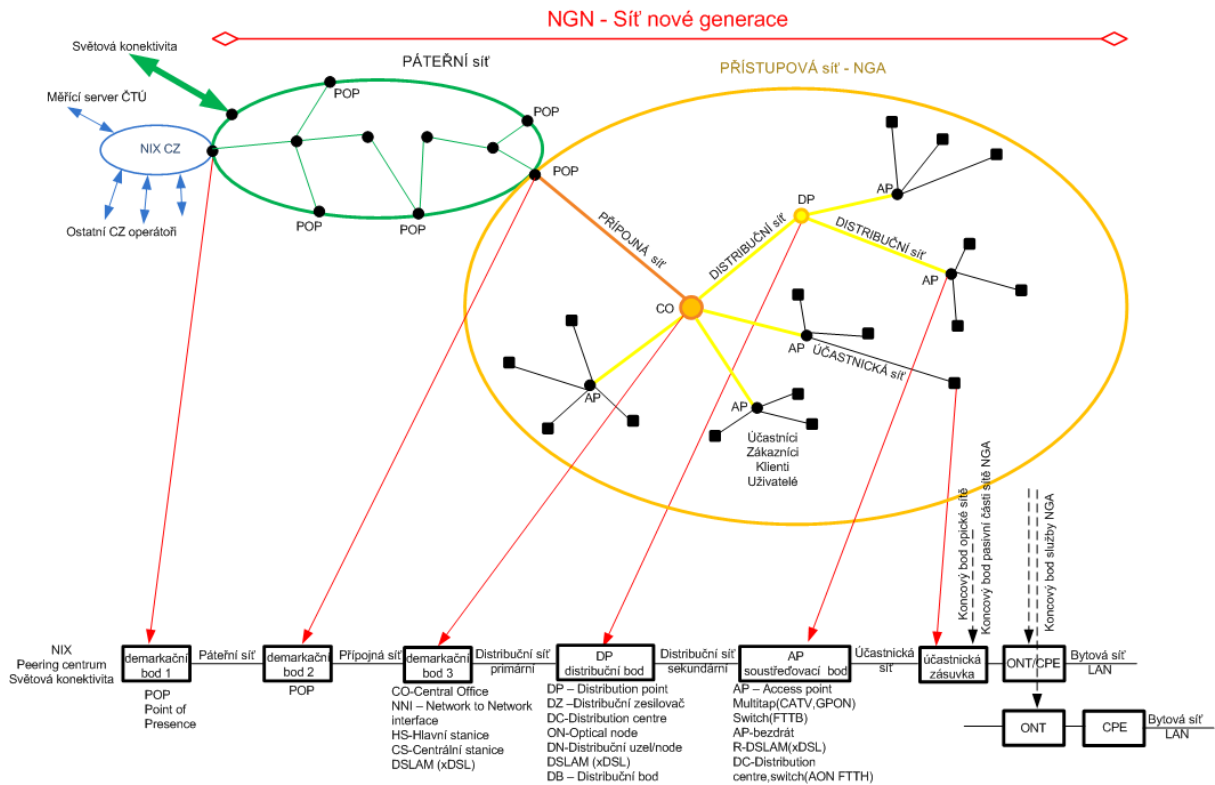 NGN - Síť nové generace
Světová konektivita
PÁTEŘNÍ síť
PŘÍSTUPOVÁ síť - NGA
Měřící server ČTÚ
POP
POP
NIX CZ
POP
POP
POP
Ostatní CZ operátoři
PŘÍPOJNÁ síť
DISTRIBUČNÍ síť
DP
AP
DISTRIBUČNÍ síť
AP
CO
AP
ÚČASTNICKÁ síť
AP
AP
Účastníci
Zákazníci
Klienti
Uživatelé
Koncový bod opické sítě
Koncový bod pasivní části sítě NGA
Koncový bod služby NGA
NIX
Peering centrum
Světová konektivita
demarkační
bod 1
Páteřní síť
demarkační
bod 2
Přípojná síť
demarkační
bod 3
Distribuční síť
primární
DP
distribuční bod
Distribuční síť
sekundární
AP
soustřeďovací bod
Účastnická
síť
účastnická
zásuvka
ONT/CPE
Bytová síť
LAN
POP
Point of
Presence
POP
CO-Central Office
NNI – Network to Network
interface
HS-Hlavní stanice
CS-Centrální stanice
DSLAM (xDSL)
DP – Distribution point
DZ –Distribuční zesilovač
DC-Distribution centre
ON-Optical node
DN-Distribuční uzel/node
DSLAM (xDSL)
DB – Distribuční bod
AP – Access point
Multitap(CATV,GPON)
Switch(FTTB)
AP-bezdrát
R-DSLAM(xDSL)
DC-Distribution
centre,switch(AON FTTH)
ONT
CPE
Bytová síť
LAN